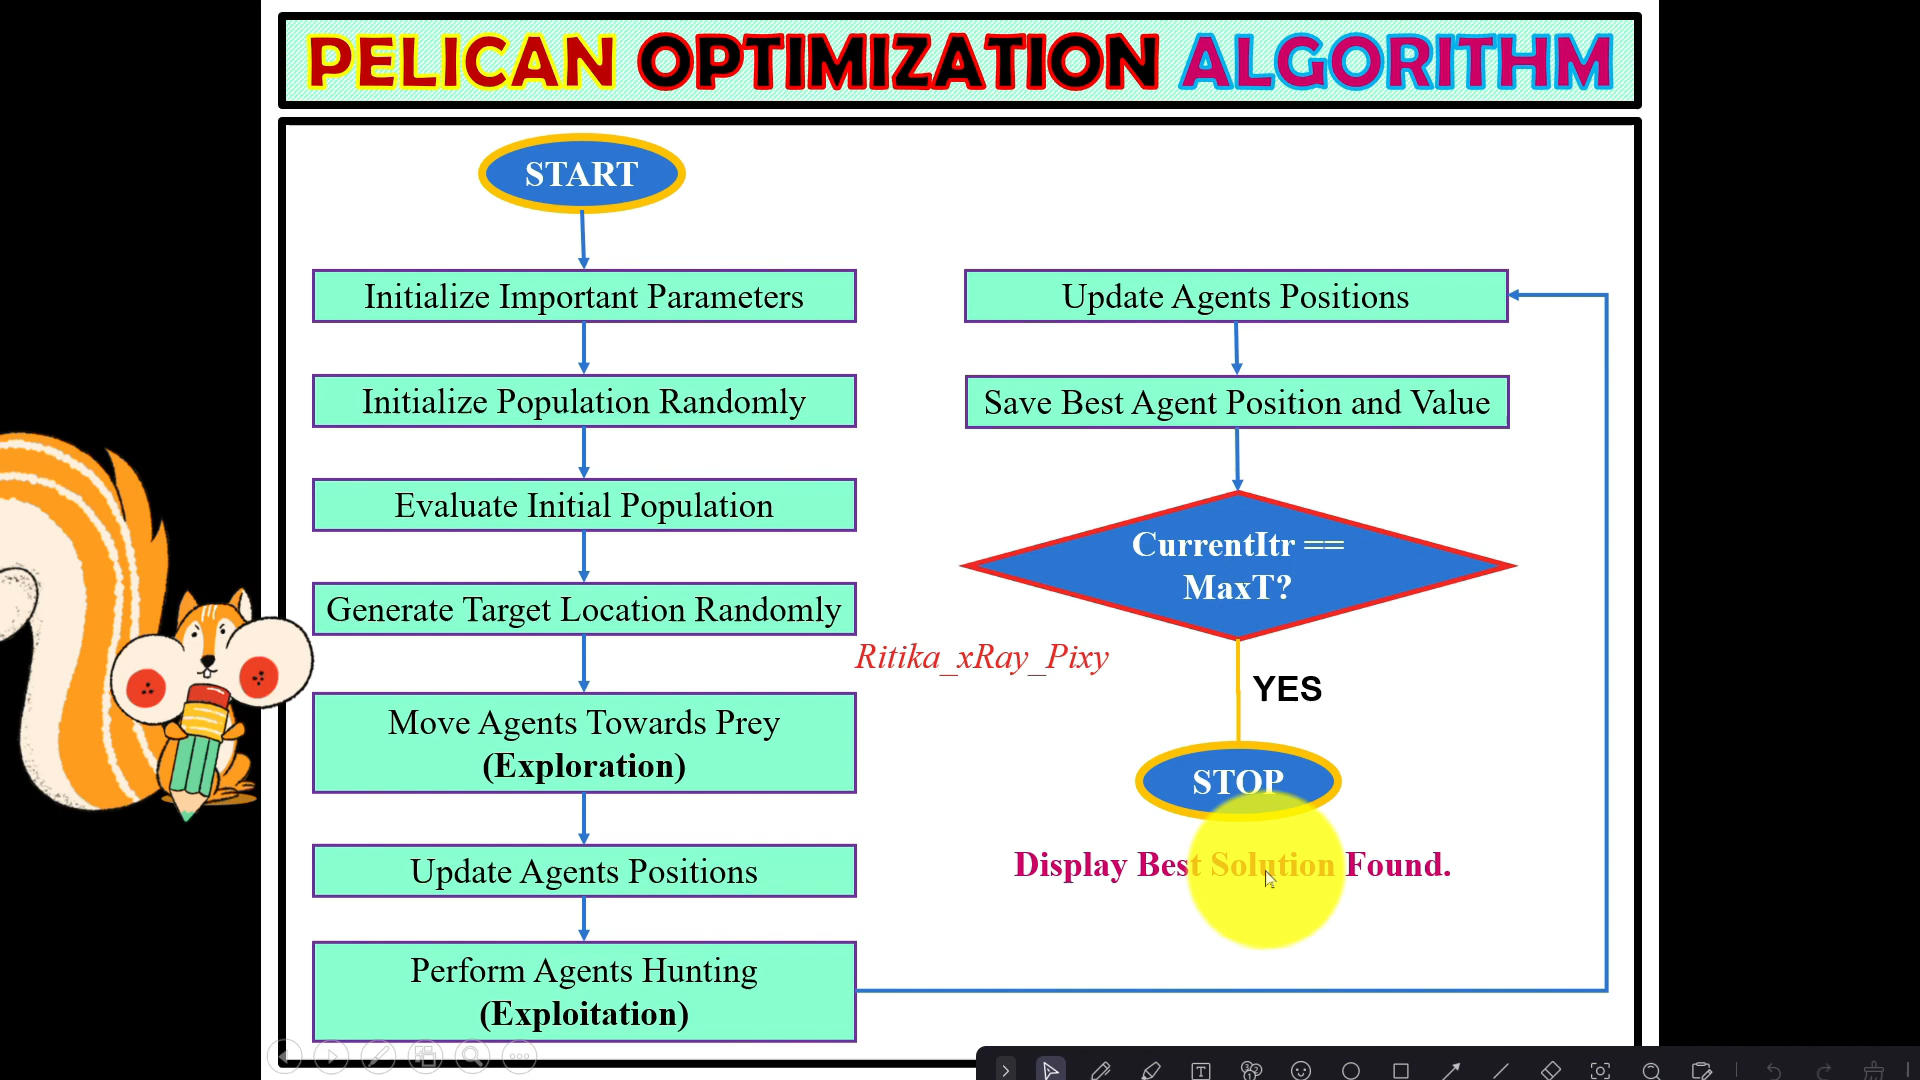 PELICAN OPTIMIZATION ALGORITHM
START
Initialize Important Parameters
Initialize Population Randomly
Evaluate Initial Population
Generate Target Location Randomly
Move Agents Towards Prey
(Exploration)
Update Agents Positions
Perform Agents Hunting
(Exploitation)
Update Agents Positions
Save Best Agent Position and Value
CurrentItr ==
MaxT?
Ritika_xRay_Pixy
YES
STOP
Display Best Solution Found.